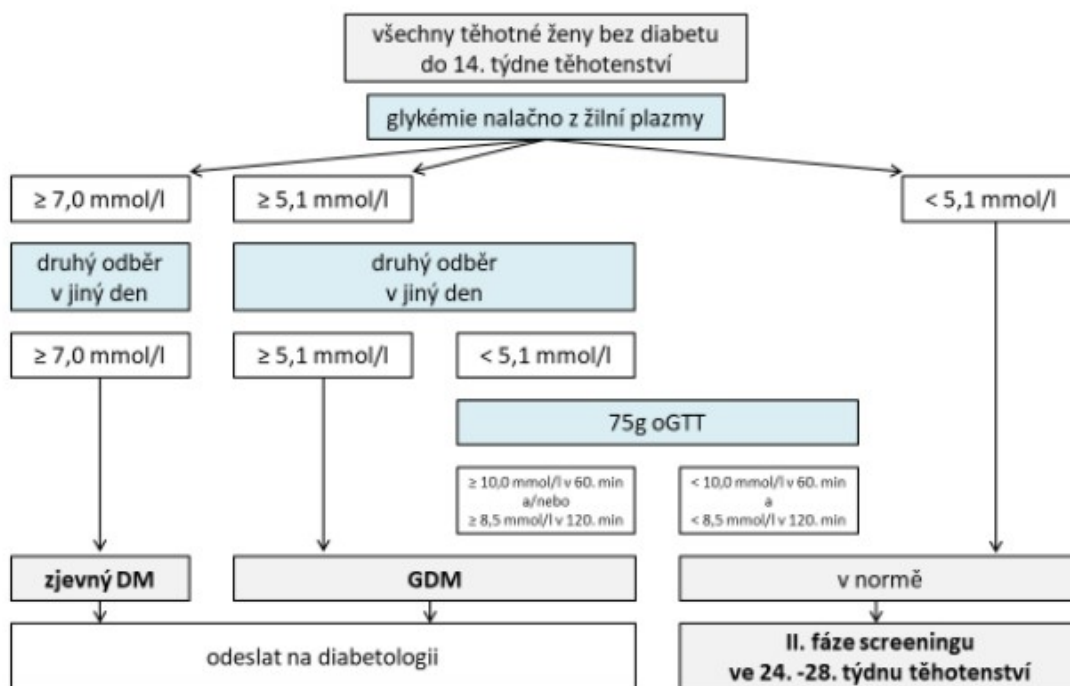 všechny těhotné ženy bez diabetu
do 14. týdne těhotenství
glykémie nalačno z žilní plazmy
≥ 7,0 mmol/l
≥ 5,1 mmol/l
< 5,1 mmol/l
druhý odběr
v jiný den
druhý odběr
v jiný den
≥ 7,0 mmol/l
≥ 5,1 mmol/l
< 5,1 mmol/l
75g oGTT
≥ 10,0 mmol/l v 60. min
a/nebo
≥ 8,5 mmol/l v 120. min
< 10,0 mmol/l v 60. min
a
< 8,5 mmol/l v 120. min
zjevný DM
GDM
v normě
odeslat na diabetologii
II. fáze screeningu
ve 24. -28. týdnu těhotenství